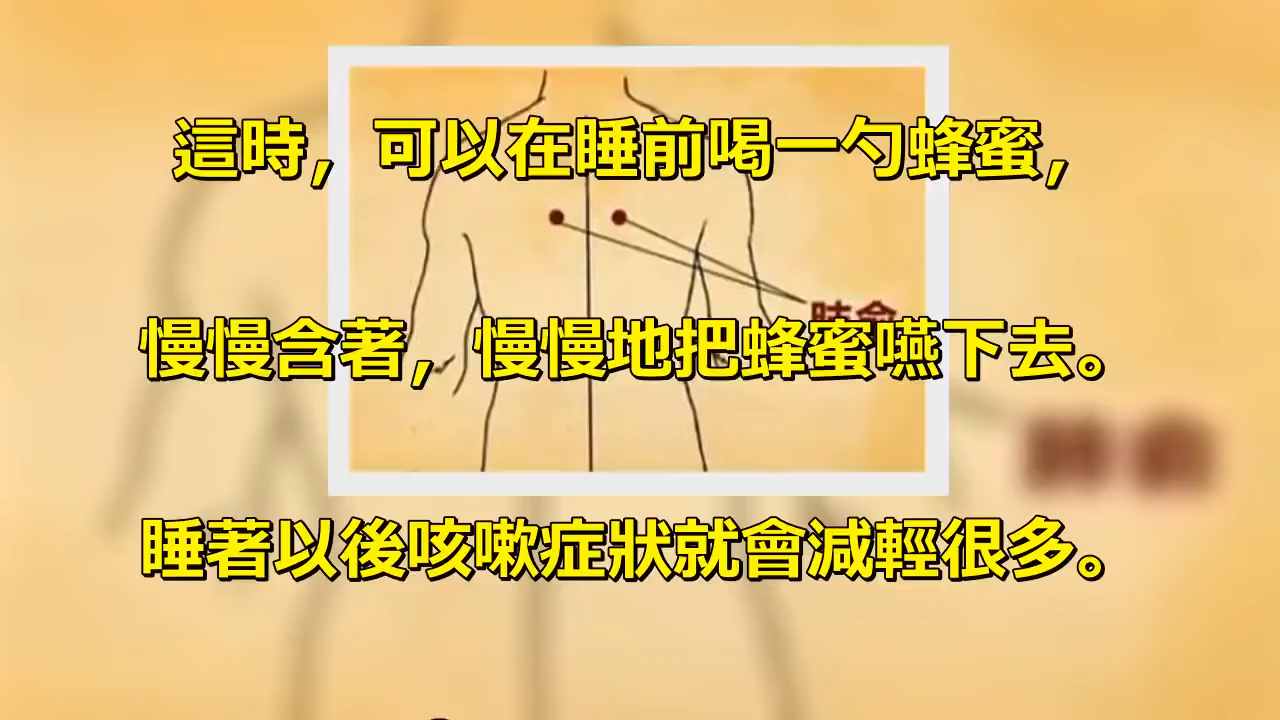 這時，可以在睡前喝一勺蜂蜜，
慢慢含著，慢慢地把蜂蜜嚥下去。
睡著以後咳嗽症狀就會減輕很多。